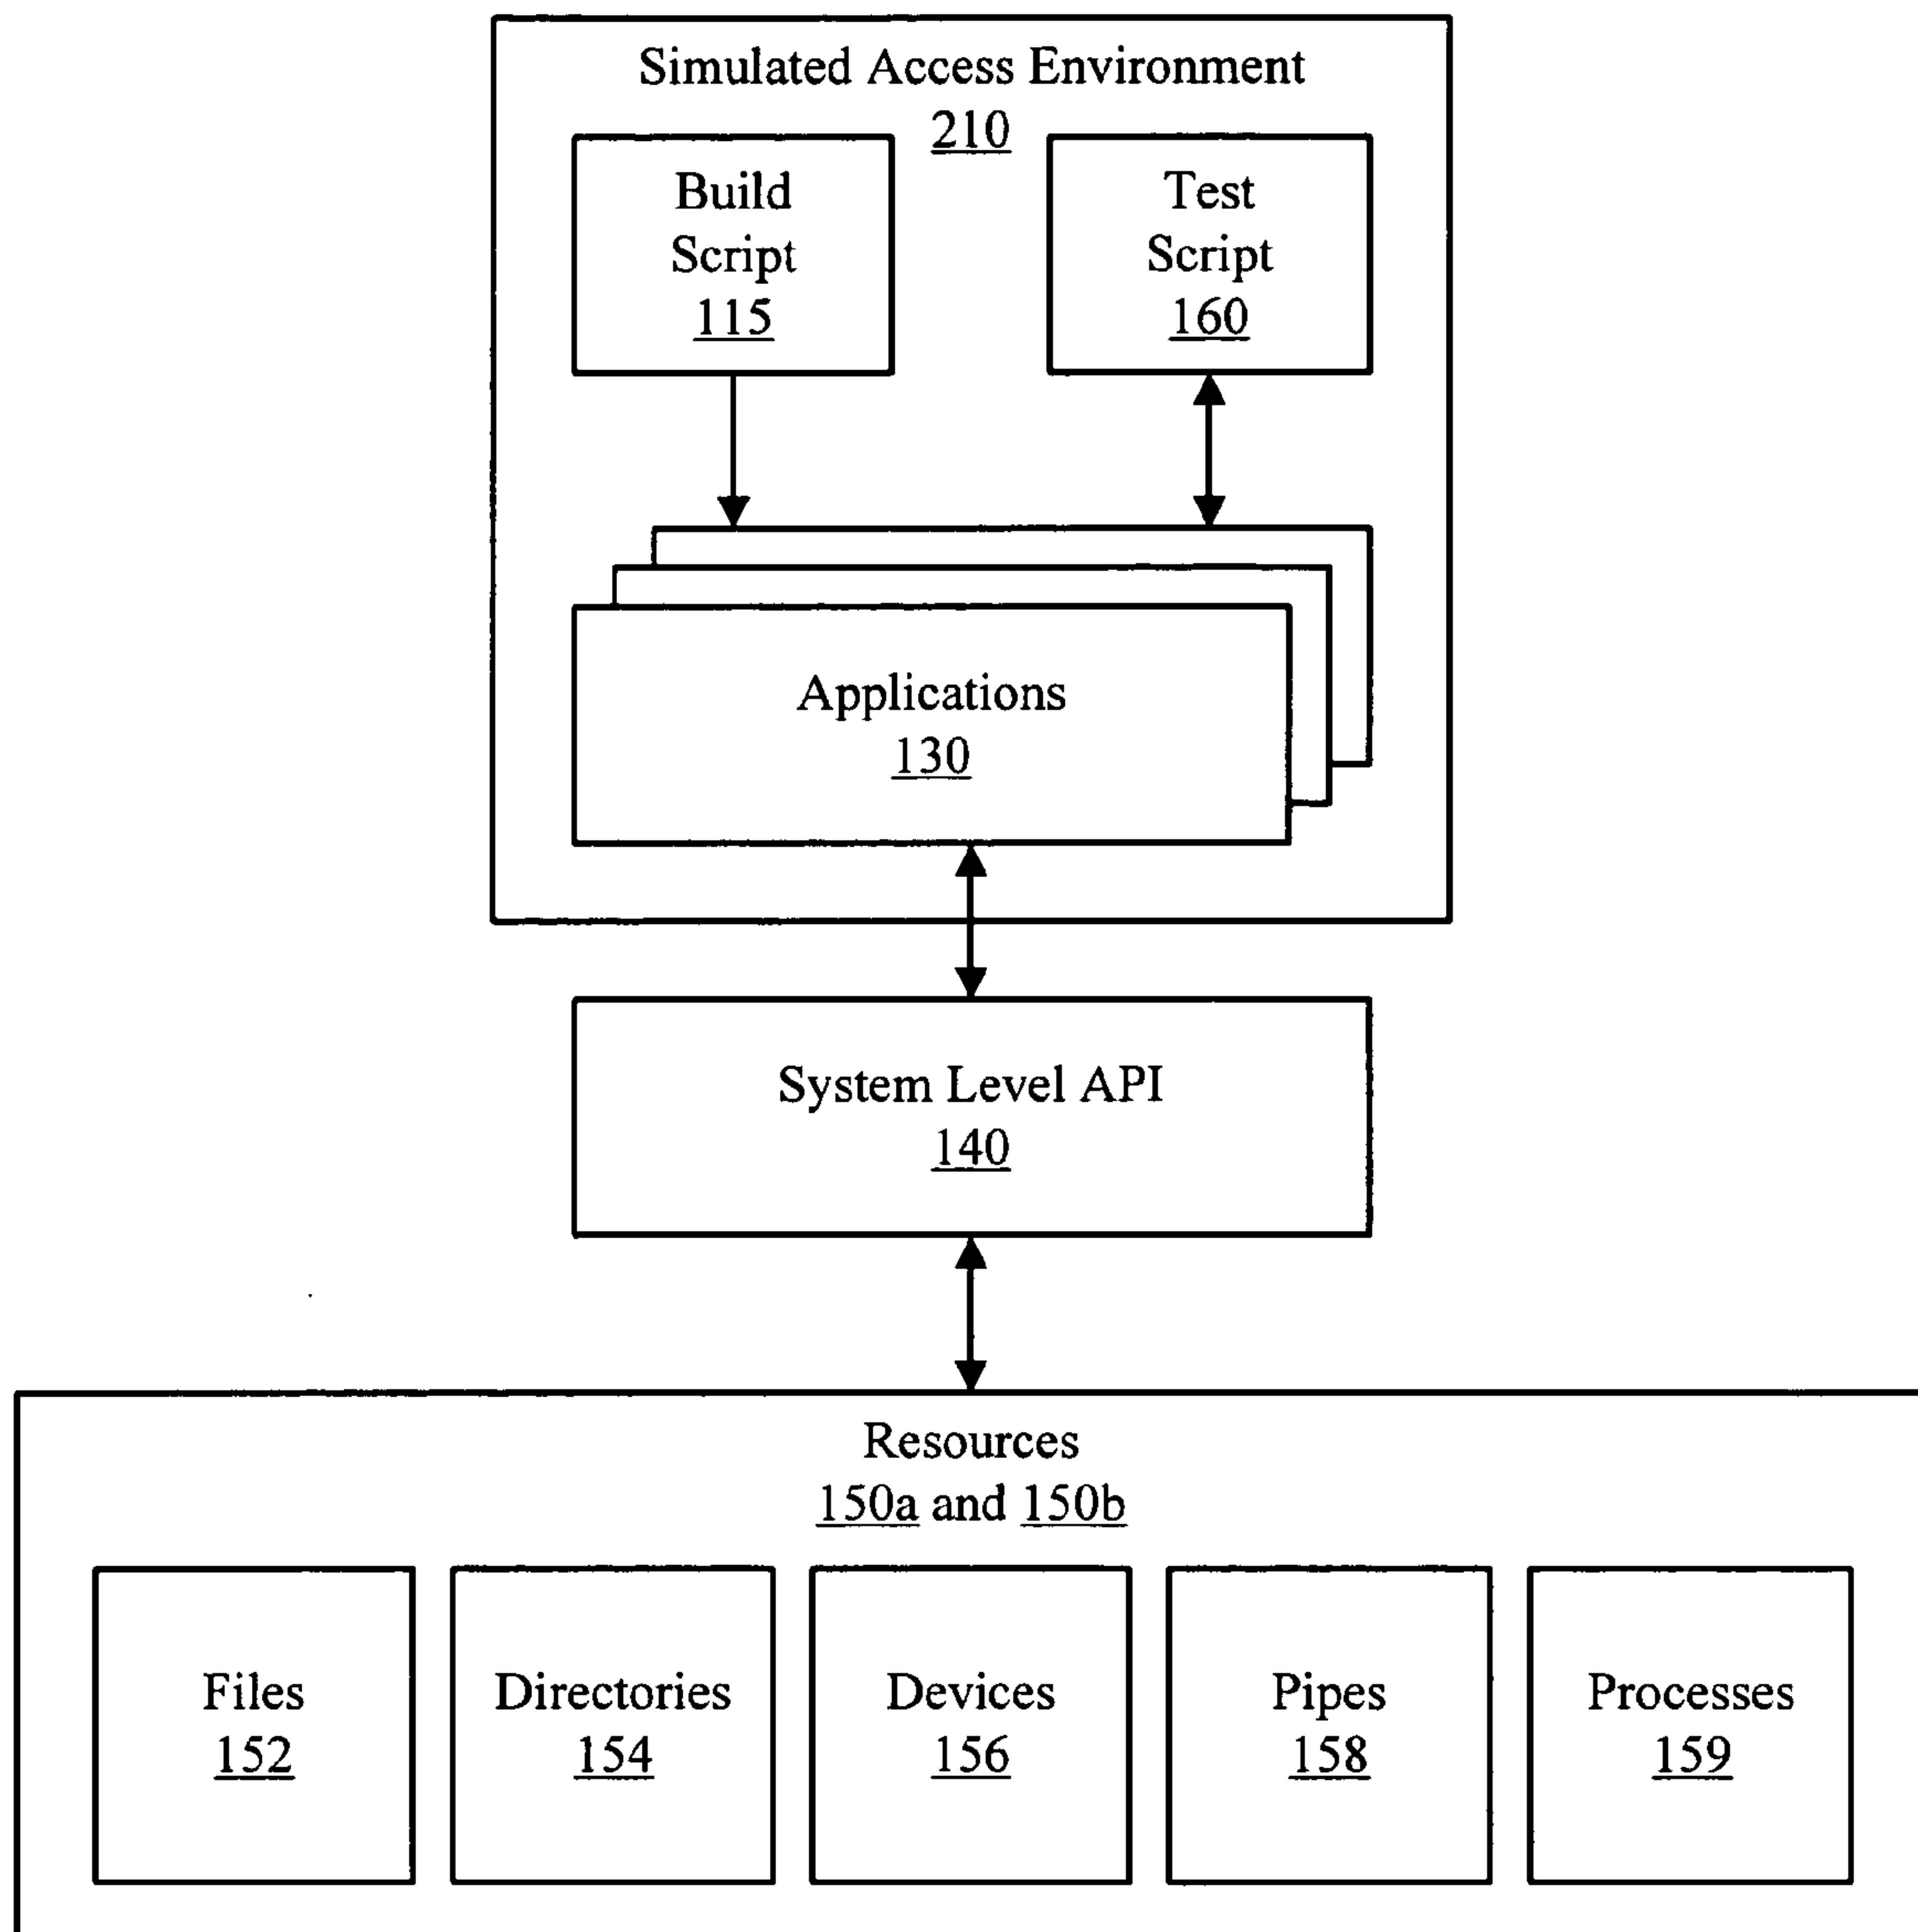 Simulated Access Environment
210
Build
Script
115
Test
Script
160
Applications
130
System Level API
140
Resources
150a and 150b
Files
152
Directories
154
Devices
156
Pipes
158
Processes
159